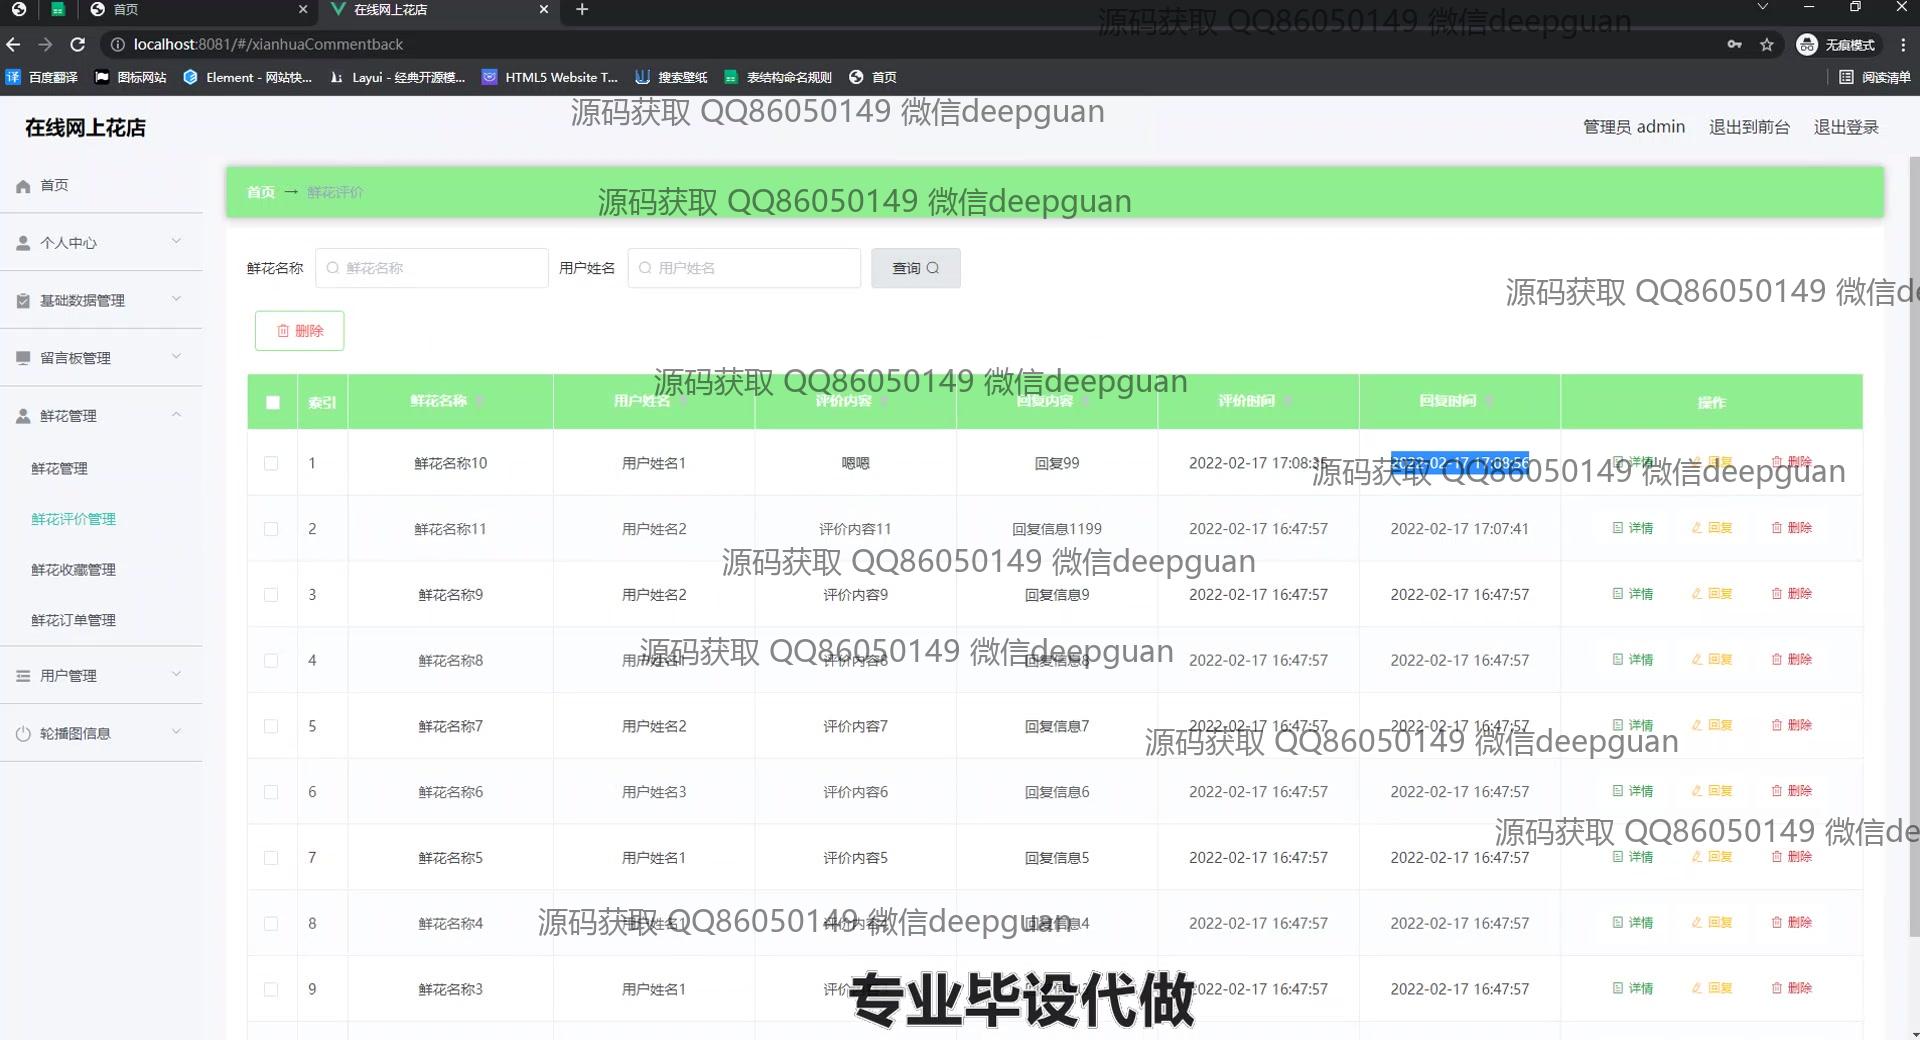 首页
在线网上花店
源码获取 QQ86050149 微信deepguan
localhost:8081/#/xianhuaCommentback
无痕模式
百度翻译 图标网站 Element - 网站快... Layui - 经典开源模... HTML5 Website T... 搜索壁纸 表结构命名规则 首页 阅读清单
源码获取 QQ86050149 微信deepguan
在线网上花店
管理员 admin 退出到前台 退出登录
首页
个人中心
基础数据管理
留言板管理
鲜花管理
鲜花管理
鲜花评价管理
鲜花收藏管理
鲜花订单管理
用户管理
轮播图信息
首页 → 鲜花评价
源码获取 QQ86050149 微信deepguan
鲜花名称 鲜花名称 用户姓名 用户姓名 查询
源码获取 QQ86050149 微信de
删除
源码获取 QQ86050149 微信deepguan
索引 鲜花名称 用户姓名 评价内容 回复内容 评价时间 回复时间 操作
1 鲜花名称10 用户姓名1 嗯嗯 回复99 2022-02-17 17:08:35 2022-02-17 17:08:56 详情 回复 删除
源码获取 QQ86050149 微信deepguan
2 鲜花名称11 用户姓名2 评价内容11 回复信息1199 2022-02-17 16:47:57 2022-02-17 17:07:41 详情 回复 删除
源码获取 QQ86050149 微信deepguan
3 鲜花名称9 用户姓名2 评价内容9 回复信息9 2022-02-17 16:47:57 2022-02-17 16:47:57 详情 回复 删除
源码获取 QQ86050149 微信deepguan
4 鲜花名称8 用户姓名1 评价内容8 回复信息8 2022-02-17 16:47:57 2022-02-17 16:47:57 详情 回复 删除
5 鲜花名称7 用户姓名2 评价内容7 回复信息7 2022-02-17 16:47:57 2022-02-17 16:47:57 详情 回复 删除
源码获取 QQ86050149 微信deepguan
6 鲜花名称6 用户姓名3 评价内容6 回复信息6 2022-02-17 16:47:57 2022-02-17 16:47:57 详情 回复 删除
源码获取 QQ86050149 微信de
7 鲜花名称5 用户姓名1 评价内容5 回复信息5 2022-02-17 16:47:57 2022-02-17 16:47:57 详情 回复 删除
8 鲜花名称4 用户姓名1 评价内容4 回复信息4 2022-02-17 16:47:57 2022-02-17 16:47:57 详情 回复 删除
源码获取 QQ86050149 微信deepguan
9 鲜花名称3 用户姓名1 评价 2022-02-17 16:47:57 2022-02-17 16:47:57 详情 回复 删除
专业毕设代做